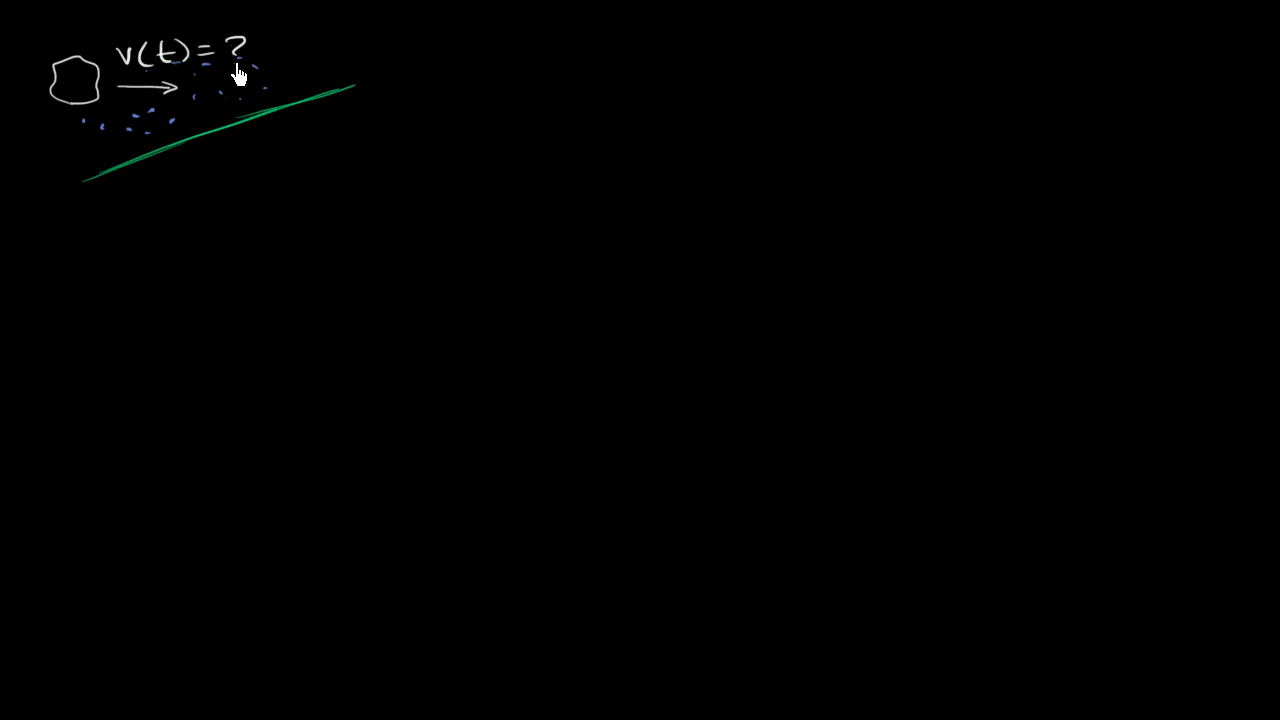 v(t) = ?